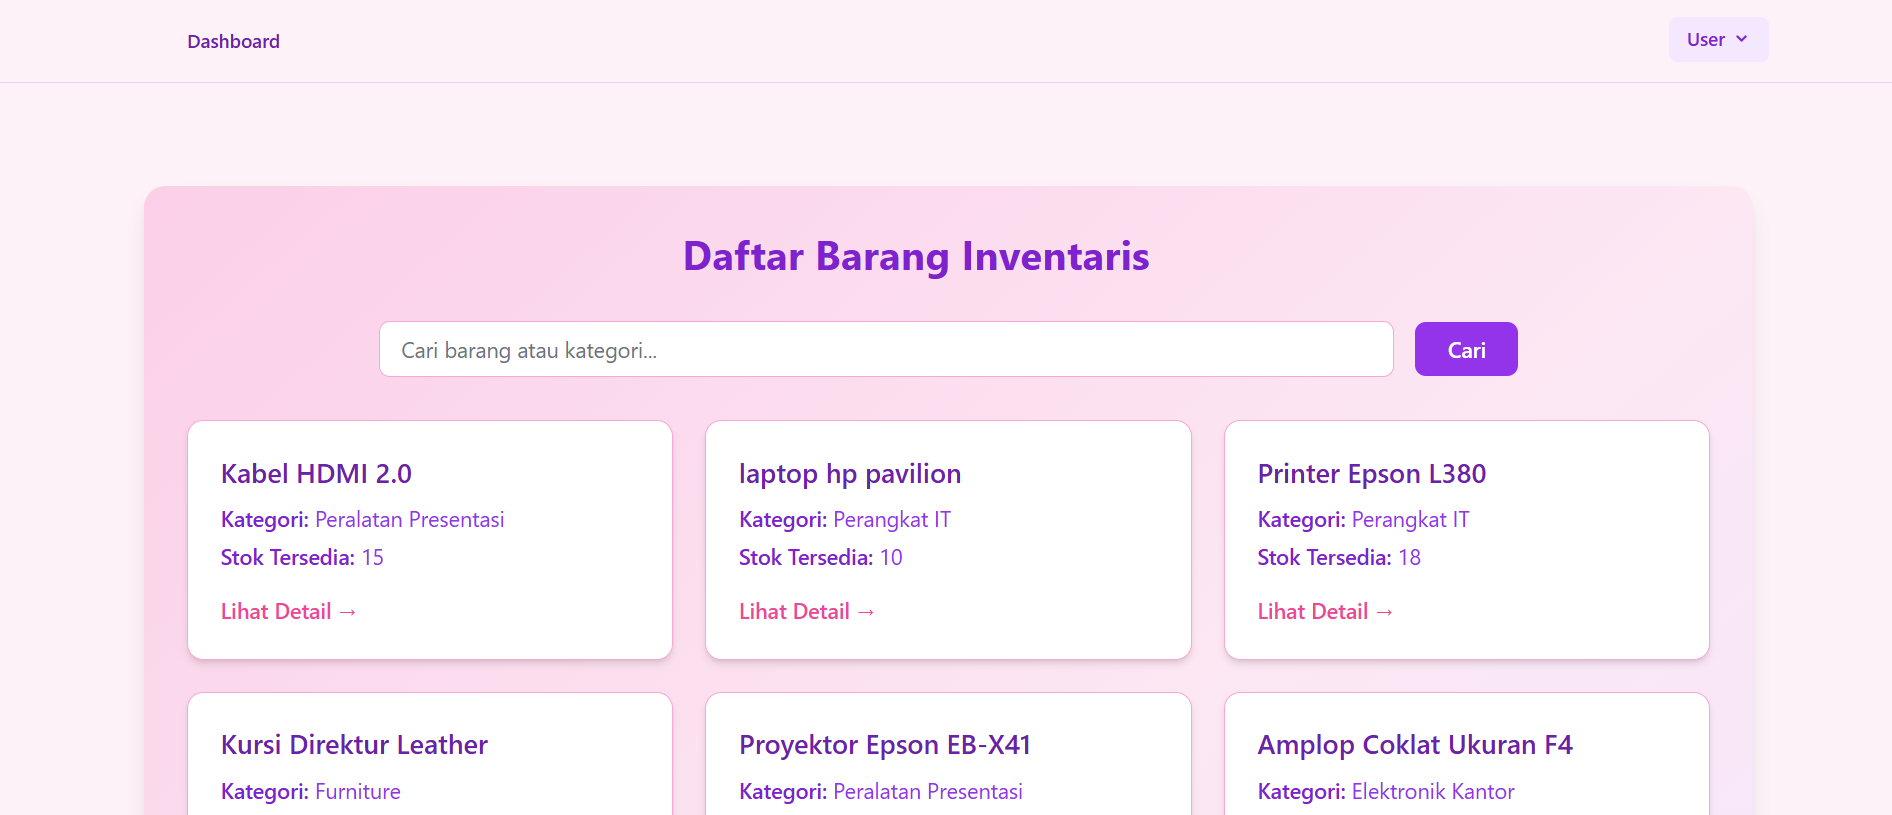 Dashboard
User
Daftar Barang Inventaris
Cari barang atau kategori...
Cari
Kabel HDMI 2.0
Kategori: Peralatan Presentasi
Stok Tersedia: 15
Lihat Detail →
laptop hp pavilion
Kategori: Perangkat IT
Stok Tersedia: 10
Lihat Detail →
Printer Epson L380
Kategori: Perangkat IT
Stok Tersedia: 18
Lihat Detail →
Kursi Direktur Leather
Kategori: Furniture
Proyektor Epson EB-X41
Kategori: Peralatan Presentasi
Amplop Coklat Ukuran F4
Kategori: Elektronik Kantor